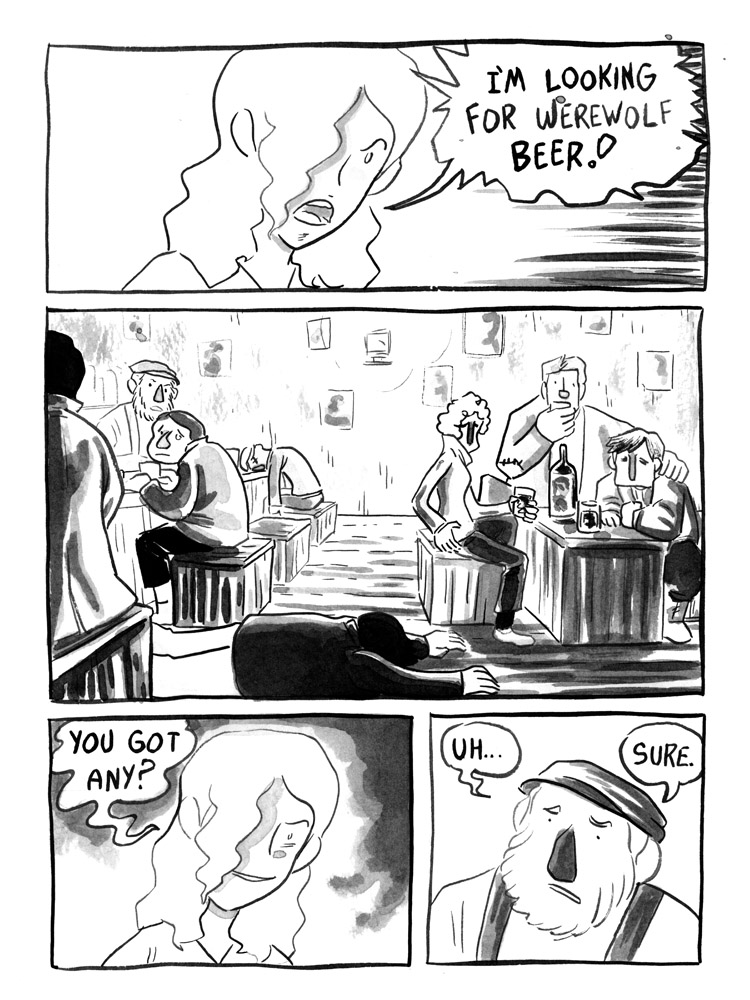 I'M LOOKING
FOR WEREWOLF
BEER!
YOU GOT
ANY?
UH...
SURE.